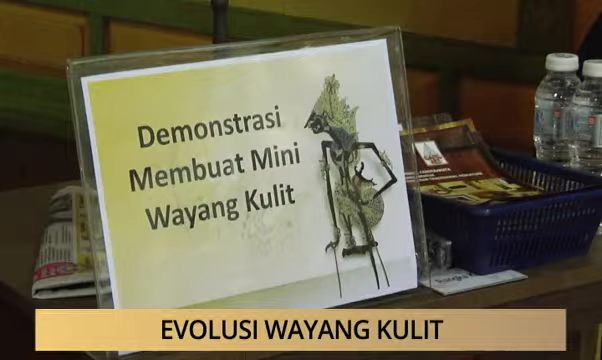 Demonstrasi
Membuat Mini
Wayang Kulit
EVOLUSI WAYANG KULIT